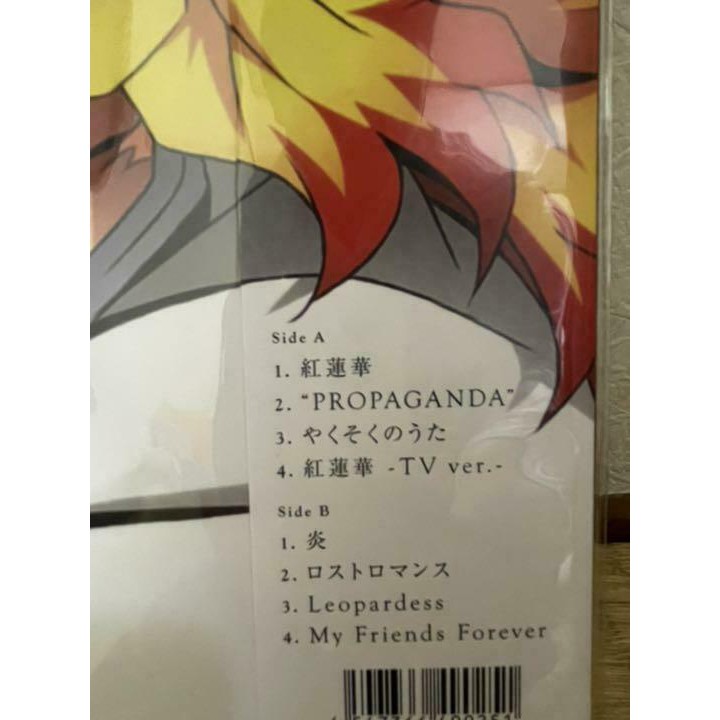 Side A
1. 紅蓮華
2. “PROPAGANDA”
3. やくそくのうた
4. 紅蓮華 -TV ver.-
Side B
1. 炎
2. ロストロマンス
3. Leopardess
4. My Friends Forever